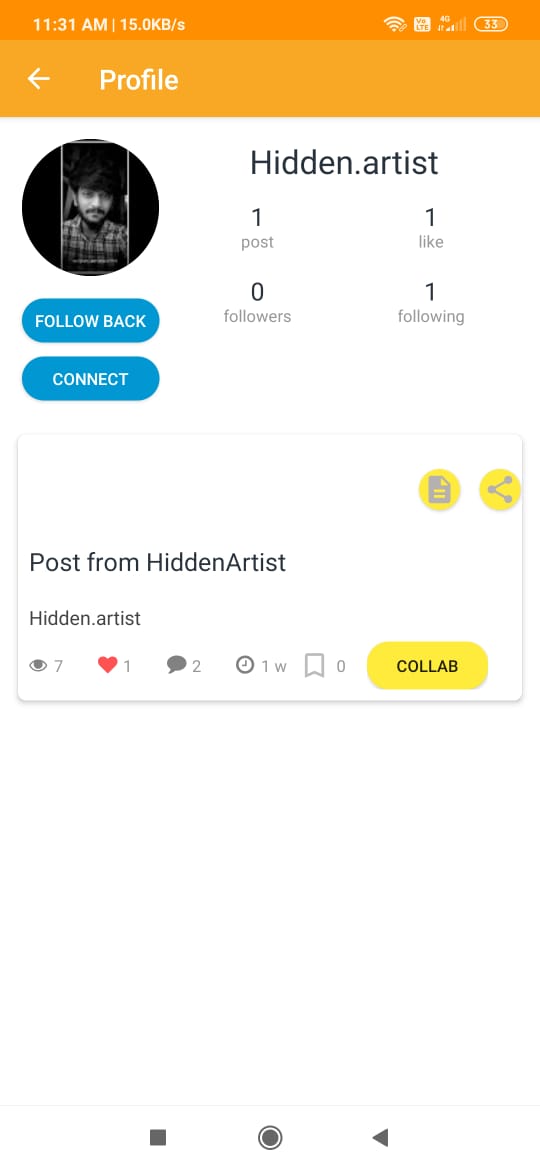 11:31 AM | 15.0KB/s
Vo LTE 4G 33
Profile
Hidden.artist
1 1
post like
0 1
followers following
FOLLOW BACK
CONNECT
Post from HiddenArtist
Hidden.artist
7 1 2 1 w 0 COLLAB